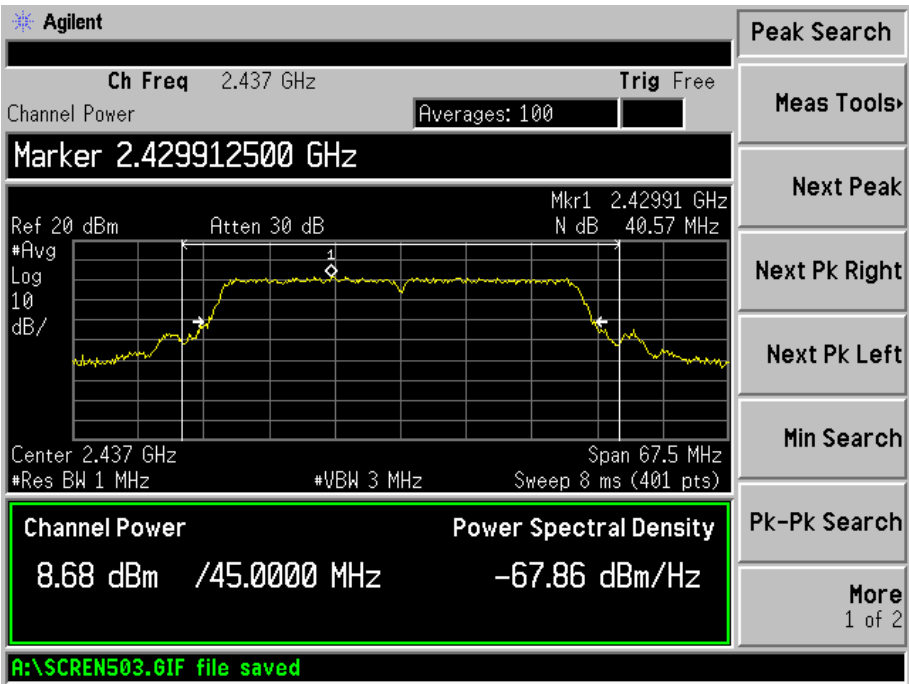 Agilent
Peak Search
Ch Freq 2.437 GHz Trig Free
Channel Power Averages: 100
Meas Tools
Marker 2.429912500 GHz
Next Peak
Mkr1 2.42991 GHz
Ref 20 dBm Atten 30 dB N dB 40.57 MHz
#Avg
Log
10
dB/
1
Next Pk Right
Next Pk Left
Min Search
Center 2.437 GHz Span 67.5 MHz
#Res BW 1 MHz #VBW 3 MHz Sweep 8 ms (401 pts)
Pk-Pk Search
Channel Power Power Spectral Density
8.68 dBm /45.0000 MHz -67.86 dBm/Hz
More
1 of 2
A:\SCREN503.GIF file saved